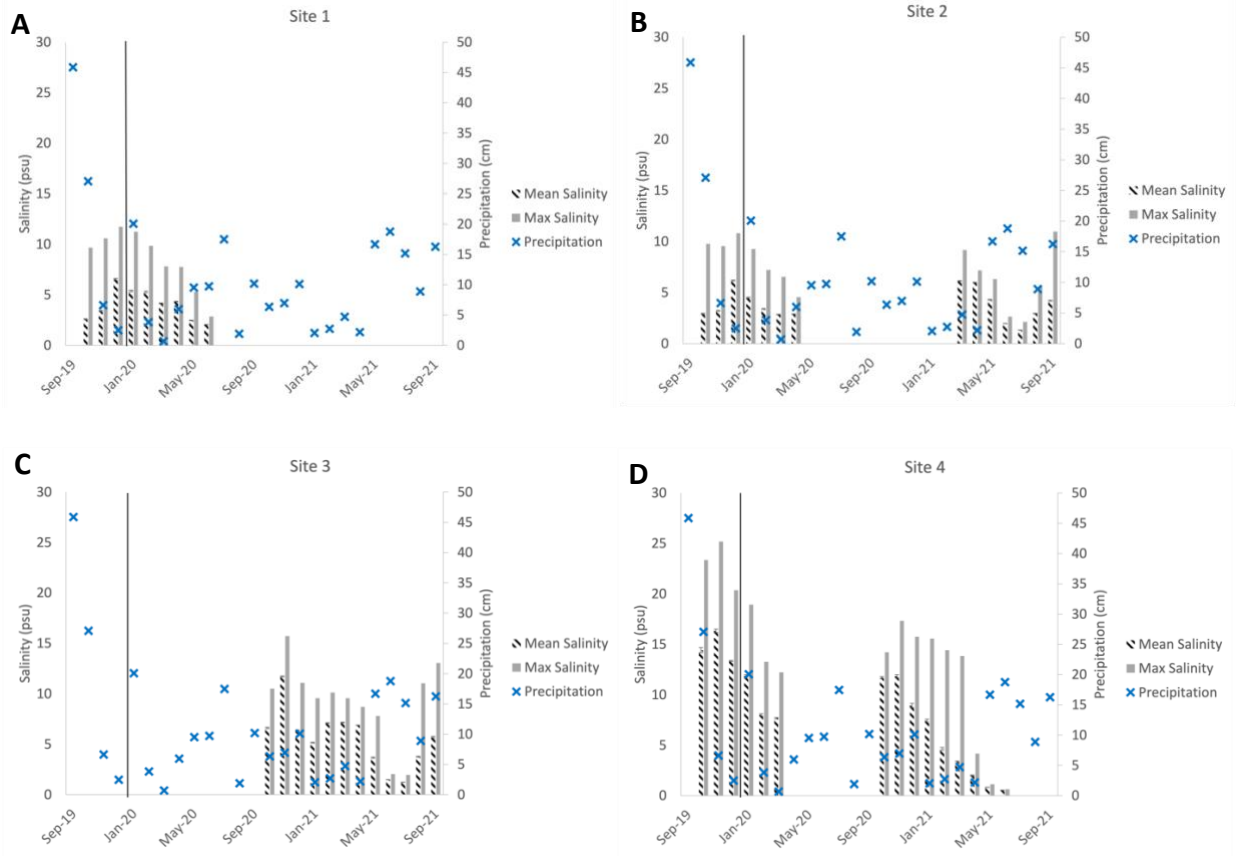 A
Site 1
30
25
20
15
10
5
0
Salinity (psu)
50
45
40
35
30
25
20
15
10
5
0
Precipitation (cm)
Sep-19
Jan-20
May-20
Sep-20
Jan-21
May-21
Sep-21
Mean Salinity
Max Salinity
Precipitation
B
Site 2
30
25
20
15
10
5
0
Salinity (psu)
50
45
40
35
30
25
20
15
10
5
0
Precipitation (cm)
Sep-19
Jan-20
May-20
Sep-20
Jan-21
May-21
Sep-21
Mean Salinity
Max Salinity
Precipitation
C
Site 3
30
25
20
15
10
5
0
Salinity (psu)
50
45
40
35
30
25
20
15
10
5
0
Precipitation (cm)
Sep-19
Jan-20
May-20
Sep-20
Jan-21
May-21
Sep-21
Mean Salinity
Max Salinity
Precipitation
D
Site 4
30
25
20
15
10
5
0
Salinity (psu)
50
45
40
35
30
25
20
15
10
5
0
Precipitation (cm)
Sep-19
Jan-20
May-20
Sep-20
Jan-21
May-21
Sep-21
Mean Salinity
Max Salinity
Precipitation